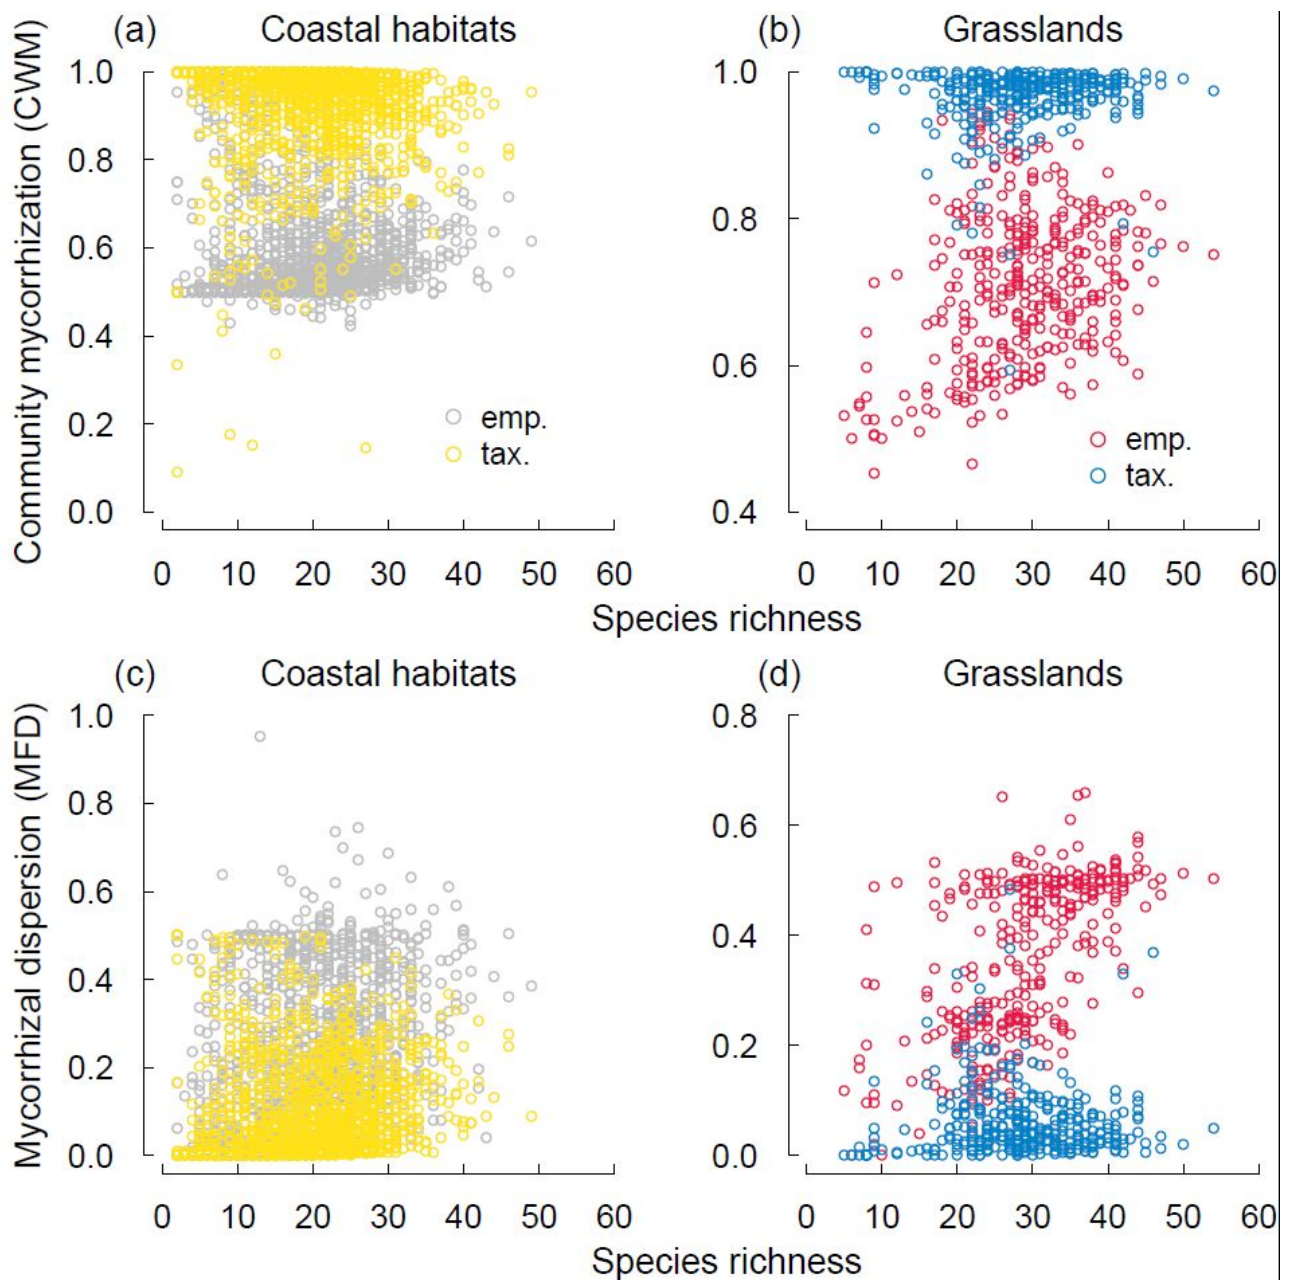 (a) Coastal habitats
(b) Grasslands
Community mycorrhization (CWM)
1.0
0.8
0.6
0.4
0.2
0.0
emp.
tax.
0 10 20 30 40 50 60
1.0
0.8
0.6
0.4
emp.
tax.
0 10 20 30 40 50 60
Species richness
(c) Coastal habitats
(d) Grasslands
Mycorrhizal dispersion (MFD)
1.0
0.8
0.6
0.4
0.2
0.0
0 10 20 30 40 50 60
0.8
0.6
0.4
0.2
0.0
0 10 20 30 40 50 60
Species richness